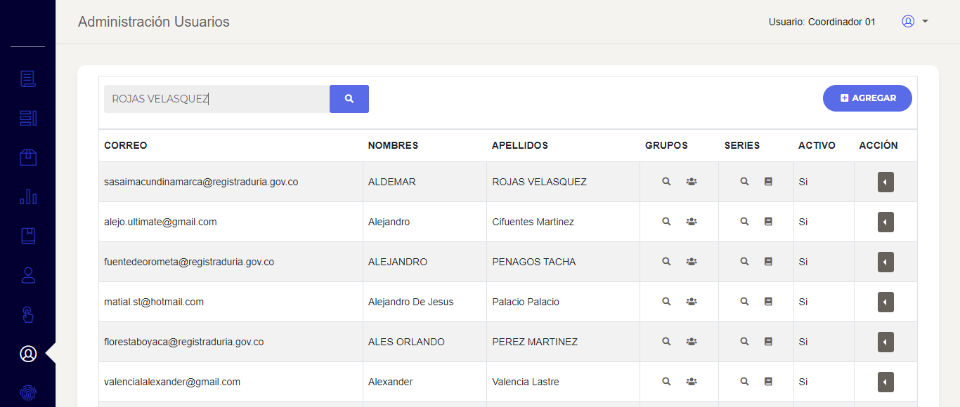 Administración Usuarios
Usuario: Coordinador 01
ROJAS VELASQUEZ
AGREGAR
CORREO NOMBRES APELLIDOS GRUPOS SERIES ACTIVO ACCIÓN
sasaimacundinamarca@registraduria.gov.co ALDEMAR ROJAS VELASQUEZ Si
alejo.ultimate@gmail.com Alejandro Cifuentes Martinez Si
fuentedeorometa@registraduria.gov.co ALEJANDRO PENAGOS TACHA Si
matial.st@hotmail.com Alejandro De Jesus Palacio Palacio Si
florestaboyaca@registraduria.gov.co ALES ORLANDO PEREZ MARTINEZ Si
valencialalexander@gmail.com Alexander Valencia Lastre Si